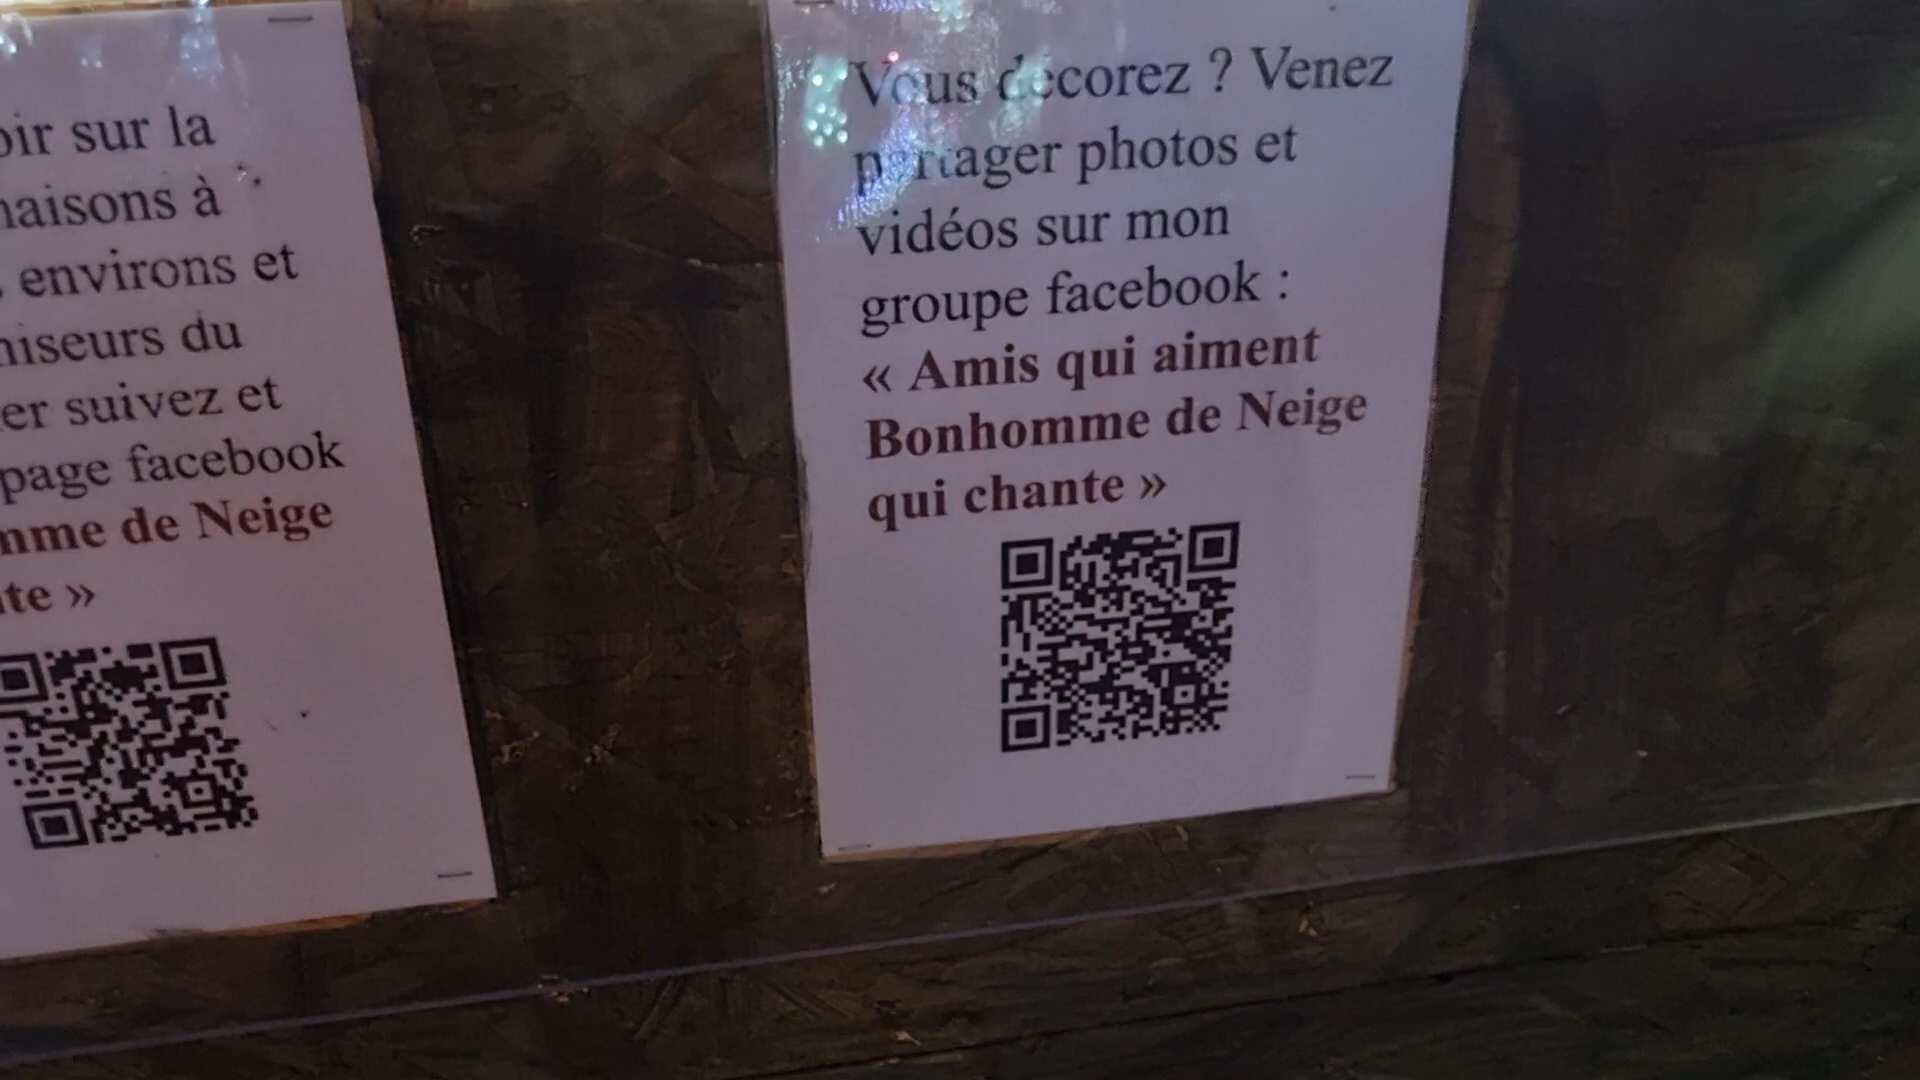 oir sur la
naisons à
environs et
niseurs du
er suivez et
page facebook
mme de Neige
te »
Vous décorez ? Venez
partager photos et
vidéos sur mon
groupe facebook :
« Amis qui aiment
Bonhomme de Neige
qui chante »